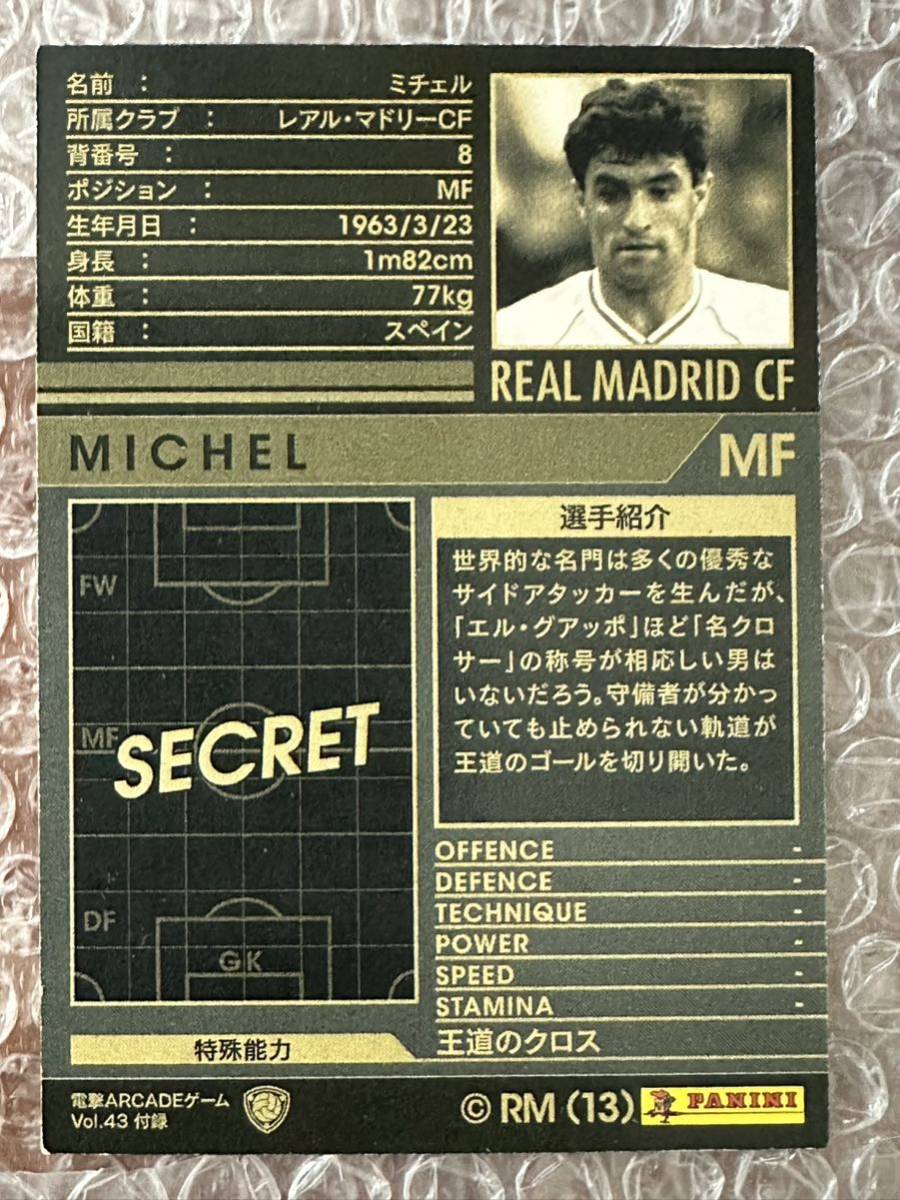 名前 : ミチェル
所属クラブ : レアル・マドリーCF
背番号 : 8
ポジション : MF
生年月日 : 1963/3/23
身長 : 1m82cm
体重 : 77kg
国籍 : スペイン
REAL MADRID CF
MICHEL
MF
FW
MF
SECRET
DF
GK
選手紹介
世界的な名門は多くの優秀な
サイドアタッカーを生んだが、
「エル・グアッポ」ほど「名クロ
サー」の称号が相応しい男は
いないだろう。守備者が分かっ
ていても止められない軌道が
王道のゴールを切り開いた。
OFFENCE -
DEFENCE -
TECHNIQUE -
POWER -
SPEED -
STAMINA -
特殊能力 王道のクロス
電撃ARCADEゲーム
Vol.43 付録
© RM (13)
PANINI